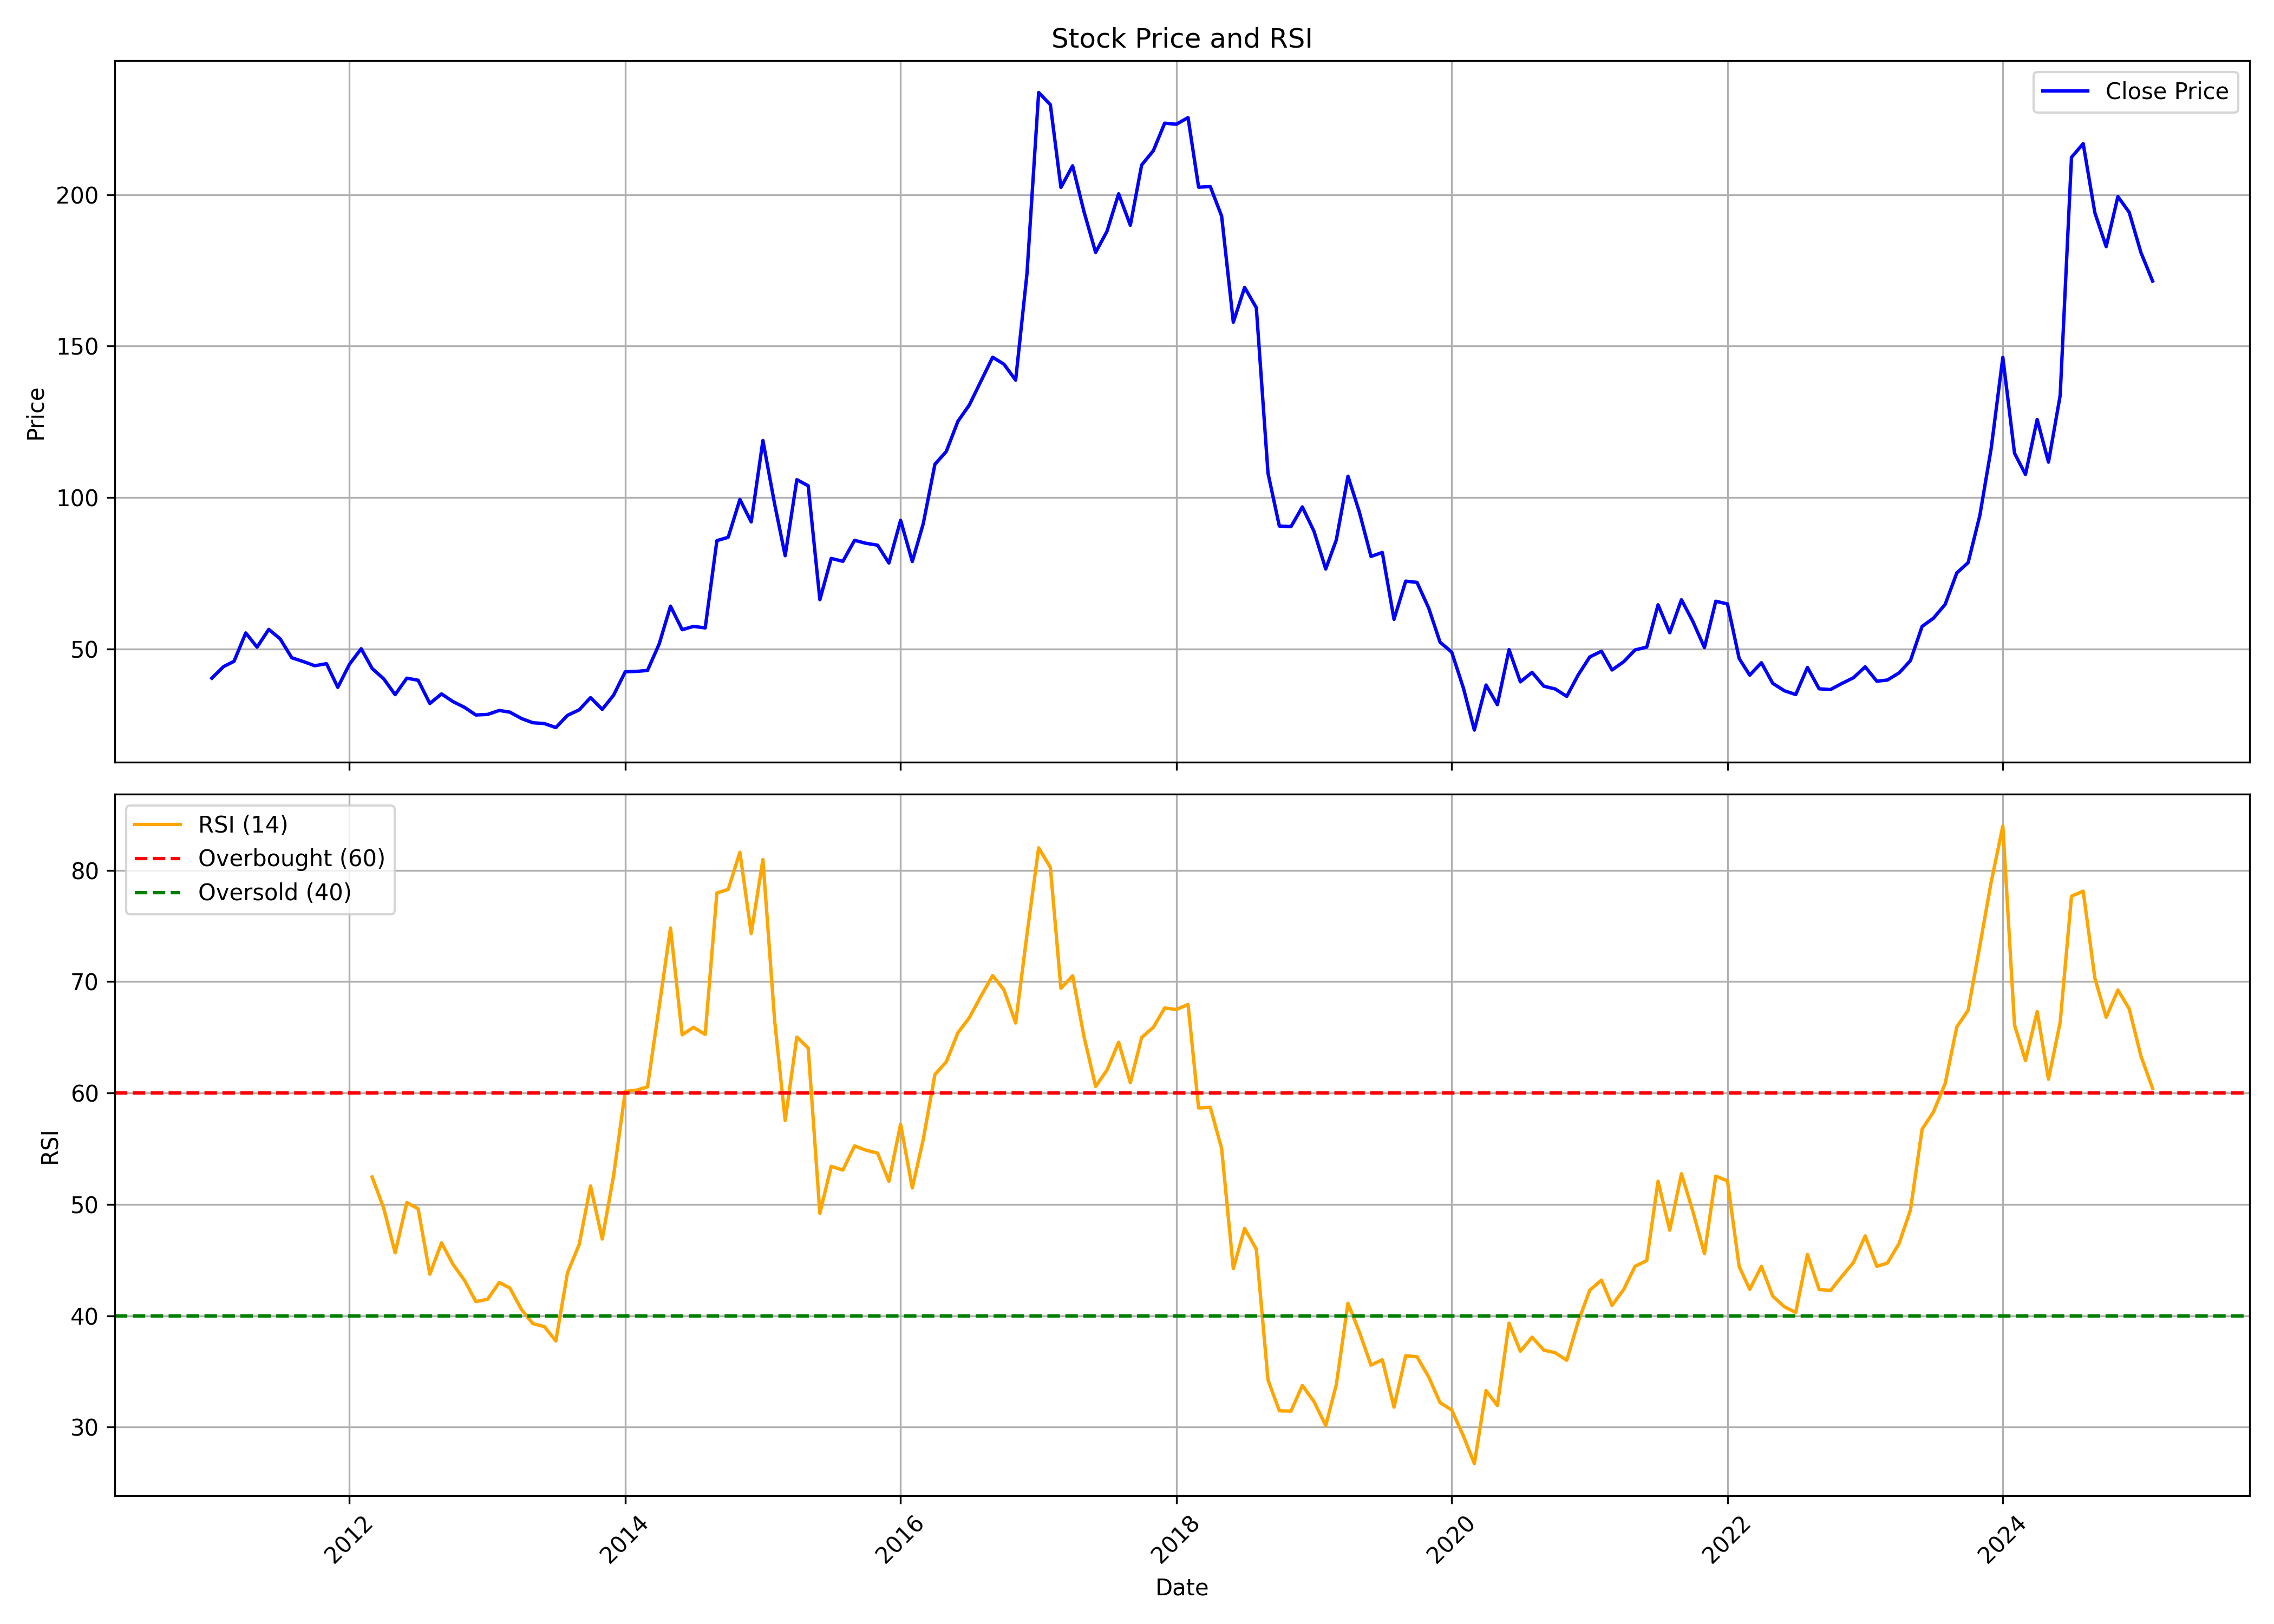 Stock Price and RSI
Close Price
200
150
100
50
Price
RSI (14)
Overbought (60)
Oversold (40)
80
70
60
50
40
30
RSI
2012 2014 2016 2018 2020 2022 2024
Date